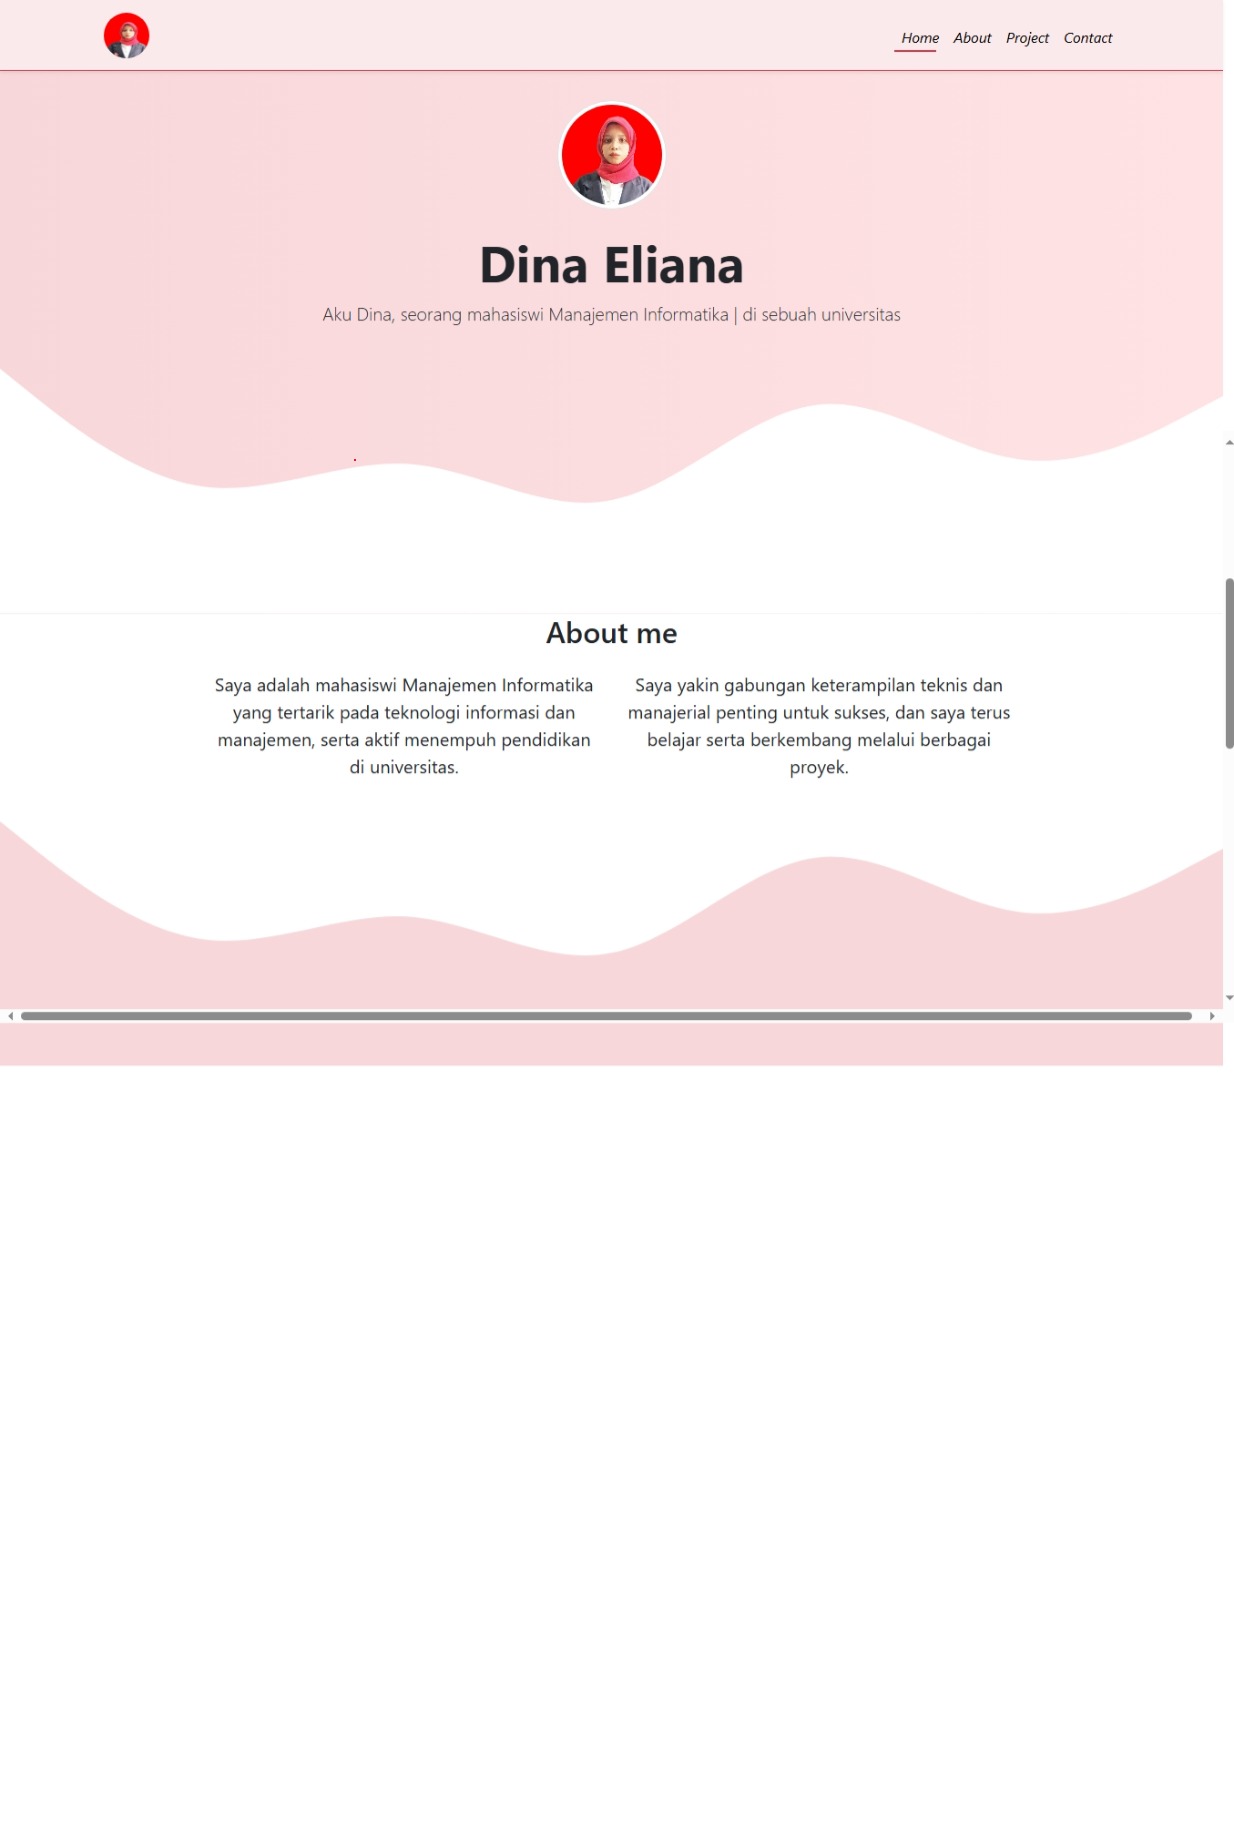 Home About Project Contact
Dina Eliana
Aku Dina, seorang mahasiswi Manajemen Informatika | di sebuah universitas
About me
Saya adalah mahasiswi Manajemen Informatika
yang tertarik pada teknologi informasi dan
manajemen, serta aktif menempuh pendidikan
di universitas.
Saya yakin gabungan keterampilan teknis dan
manajerial penting untuk sukses, dan saya terus
belajar serta berkembang melalui berbagai
proyek.